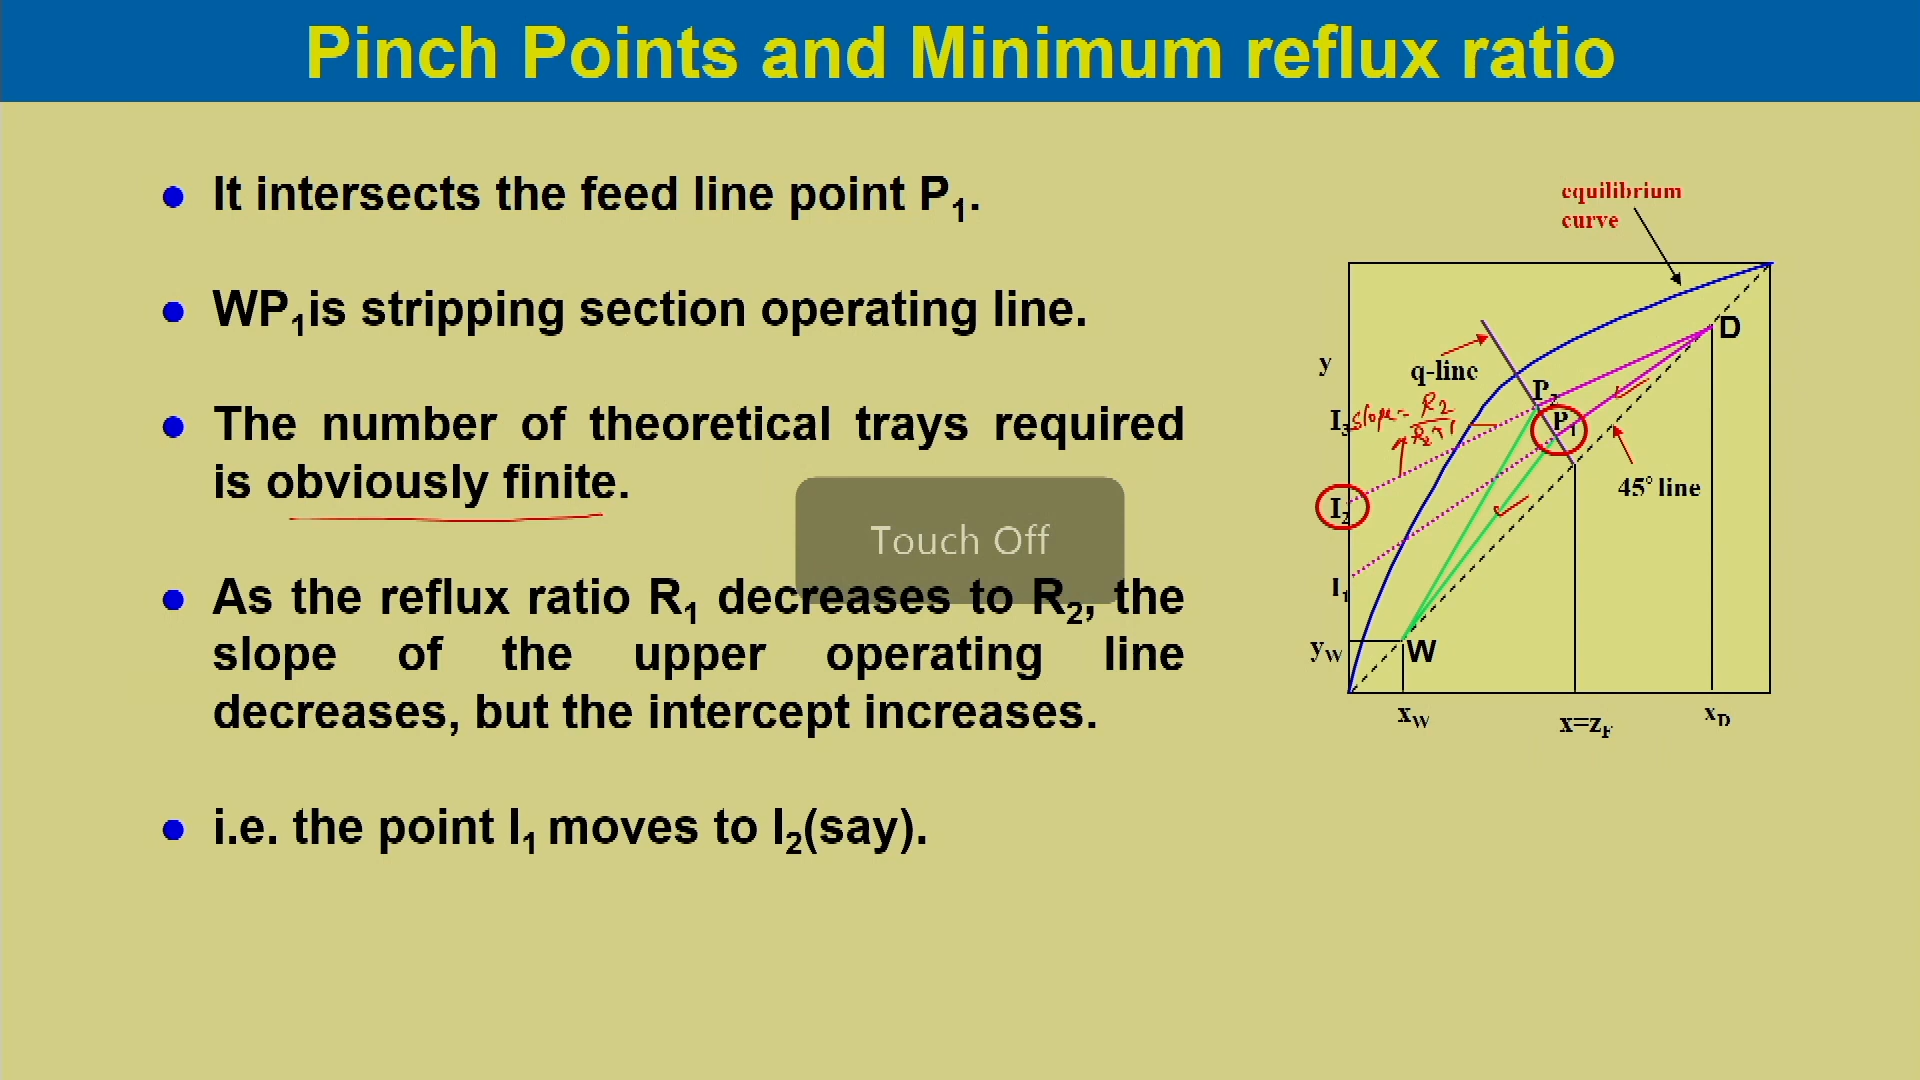 Pinch Points and Minimum reflux ratio
It intersects the feed line point P₁.
WP₁is stripping section operating line.
The number of theoretical trays required
is obviously finite.
Touch Off
As the reflux ratio R₁ decreases to R₂, the
slope of the upper operating line
decreases, but the intercept increases.
i.e. the point I₁ moves to I₂(say).
equilibrium
curve
D
y
q-line
P₂
I₃
slope = R₂/R₂+1
P₁
45° line
I₂
I₁
y_W
W
x_W
x=z_F
x_D